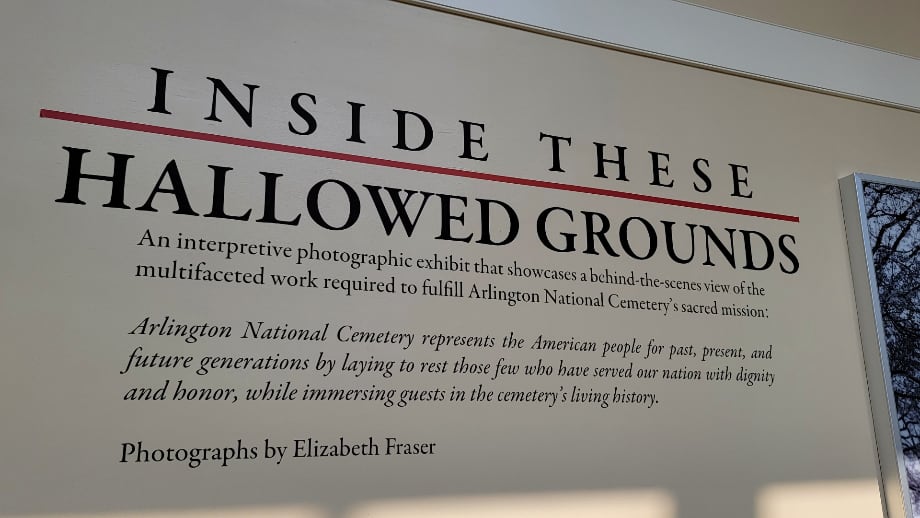 INSIDE THESE
HALLOWED GROUNDS
An interpretive photographic exhibit that showcases a behind-the-scenes view of the
multifaceted work required to fulfill Arlington National Cemetery's sacred mission:
Arlington National Cemetery represents the American people for past, present, and
future generations by laying to rest those few who have served our nation with dignity
and honor, while immersing guests in the cemetery's living history.
Photographs by Elizabeth Fraser